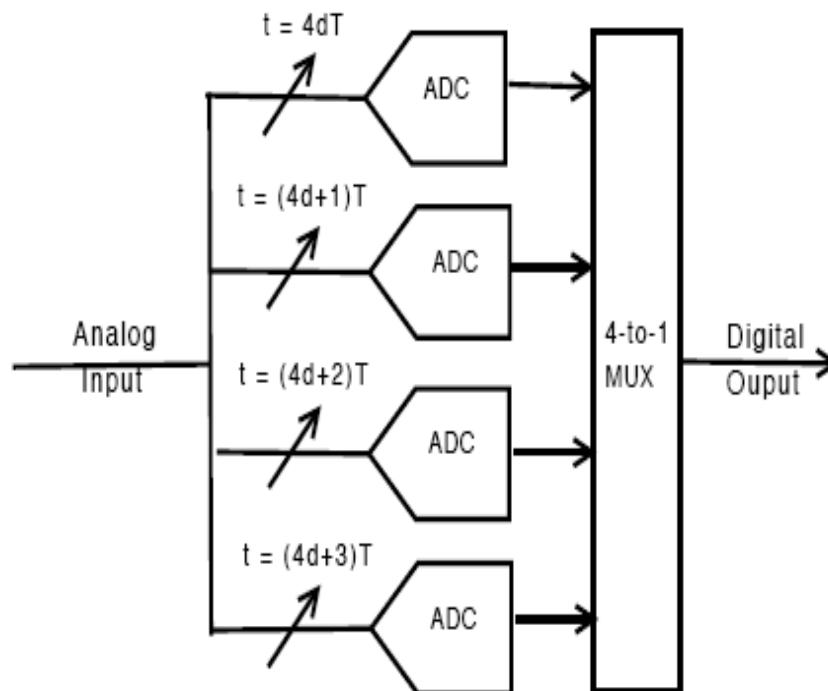 t = 4dT
ADC
t = (4d+1)T
ADC
Analog
Input
t = (4d+2)T
ADC
t = (4d+3)T
ADC
4-to-1
MUX
Digital
Ouput